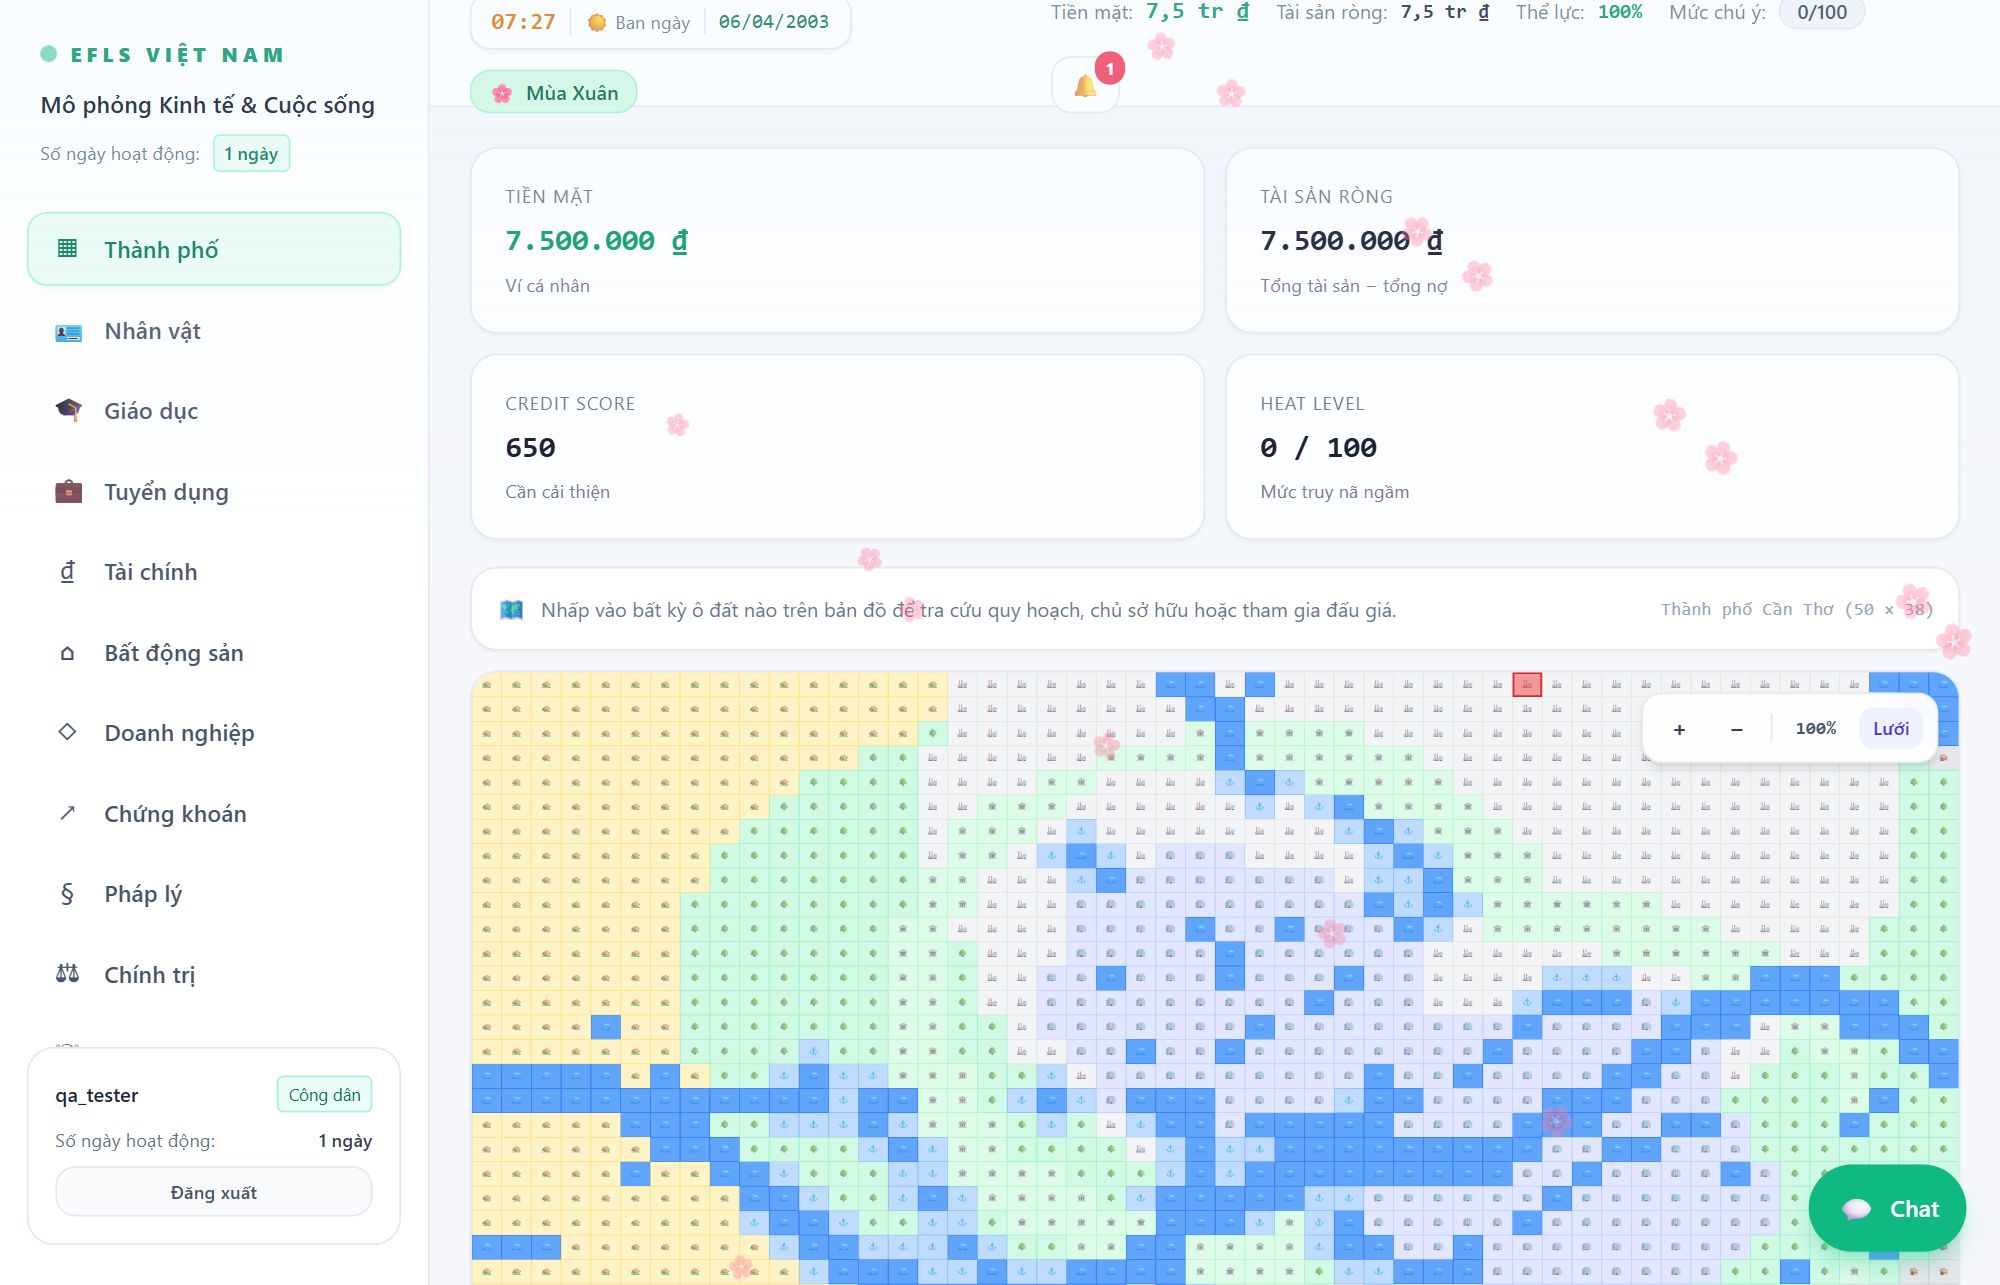 EFLS VIỆT NAM
Mô phỏng Kinh tế & Cuộc sống
Số ngày hoạt động: 1 ngày
Thành phố
Nhân vật
Giáo dục
Tuyển dụng
Tài chính
Bất động sản
Doanh nghiệp
Chứng khoán
Pháp lý
Chính trị
qa_tester Công dân
Số ngày hoạt động: 1 ngày
Đăng xuất
07:27 Ban ngày 06/04/2003
Tiền mặt: 7,5 tr ₫ Tài sản ròng: 7,5 tr ₫ Thể lực: 100% Mức chú ý: 0/100
Mùa Xuân
1
TIỀN MẶT
7.500.000 ₫
Ví cá nhân
TÀI SẢN RÒNG
7.500.000 ₫
Tổng tài sản − tổng nợ
CREDIT SCORE
650
Cần cải thiện
HEAT LEVEL
0 / 100
Mức truy nã ngầm
Nhấp vào bất kỳ ô đất nào trên bản đồ để tra cứu quy hoạch, chủ sở hữu hoặc tham gia đấu giá.
Thành phố Cần Thơ (50 × 38)
+ − 100% Lưới
Chat